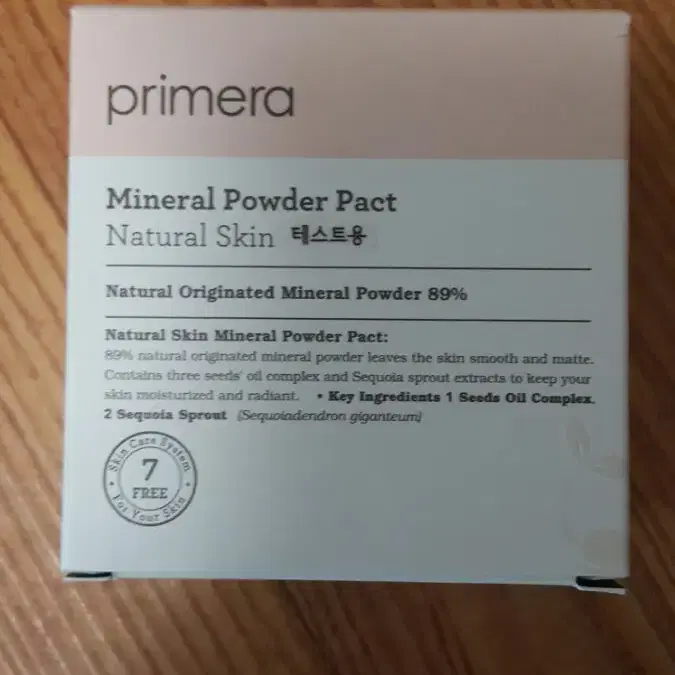 primera
Mineral Powder Pact
Natural Skin 테스트용
Natural Originated Mineral Powder 89%
Natural Skin Mineral Powder Pact:
89% natural originated mineral powder leaves the skin smooth and matte.
Contains three seeds' oil complex and Sequoia sprout extracts to keep your
skin moisturized and radiant. • Key Ingredients 1 Seeds Oil Complex,
2 Sequoia Sprout (Sequoiadendron giganteum)
Skin Care System
7
FREE
For Your Skin